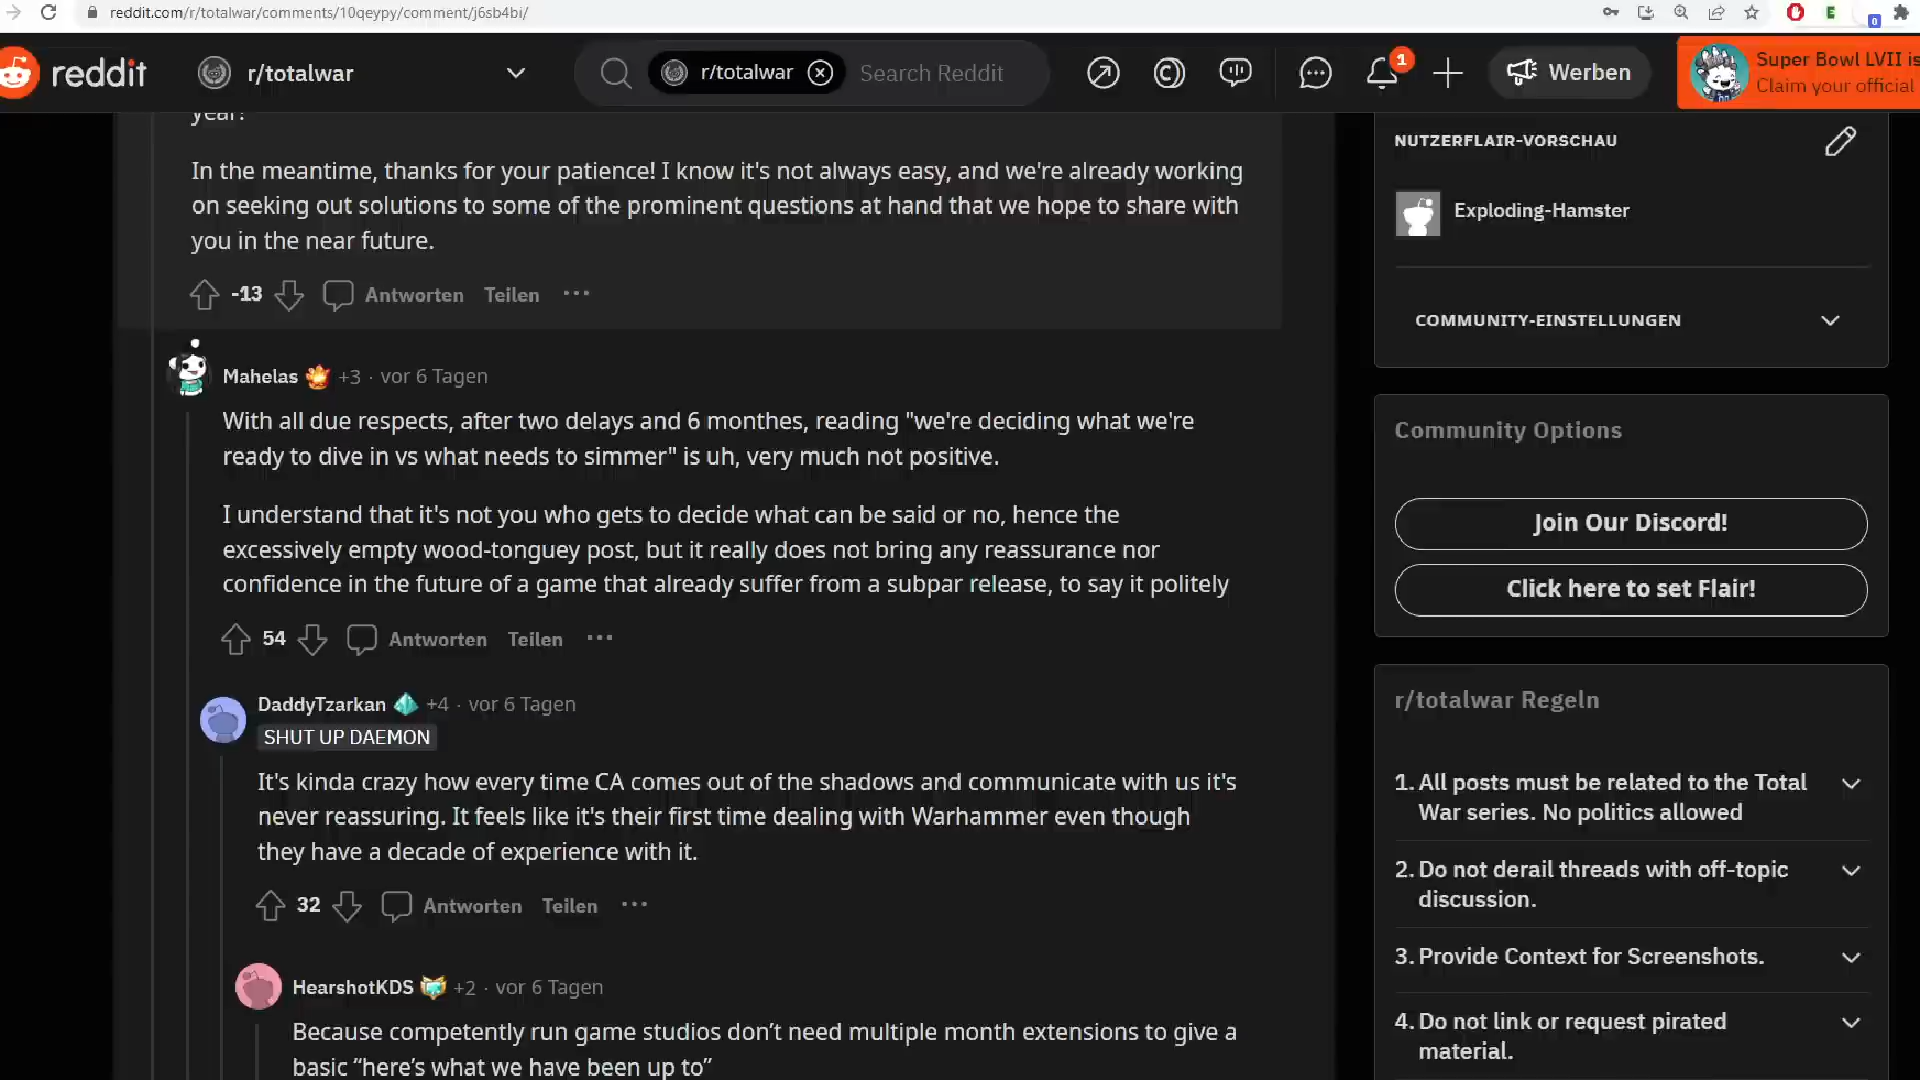 reddit.com/r/totalwar/comments/10qeypy/comment/j6sb4bi/
reddit
r/totalwar
r/totalwar
Search Reddit
1
Werben
Super Bowl LVII is
Claim your official
year!
In the meantime, thanks for your patience! I know it's not always easy, and we're already working
on seeking out solutions to some of the prominent questions at hand that we hope to share with
you in the near future.
-13 Antworten Teilen ...
Mahelas +3 · vor 6 Tagen
With all due respects, after two delays and 6 monthes, reading "we're deciding what we're
ready to dive in vs what needs to simmer" is uh, very much not positive.
I understand that it's not you who gets to decide what can be said or no, hence the
excessively empty wood-tonguey post, but it really does not bring any reassurance nor
confidence in the future of a game that already suffer from a subpar release, to say it politely
54 Antworten Teilen ...
DaddyTzarkan +4 · vor 6 Tagen
SHUT UP DAEMON
It's kinda crazy how every time CA comes out of the shadows and communicate with us it's
never reassuring. It feels like it's their first time dealing with Warhammer even though
they have a decade of experience with it.
32 Antworten Teilen ...
HearshotKDS +2 · vor 6 Tagen
Because competently run game studios don’t need multiple month extensions to give a
basic “here’s what we have been up to”
NUTZERFLAIR-VORSCHAU
Exploding-Hamster
COMMUNITY-EINSTELLUNGEN
Community Options
Join Our Discord!
Click here to set Flair!
r/totalwar Regeln
1. All posts must be related to the Total
War series. No politics allowed
2. Do not derail threads with off-topic
discussion.
3. Provide Context for Screenshots.
4. Do not link or request pirated
material.